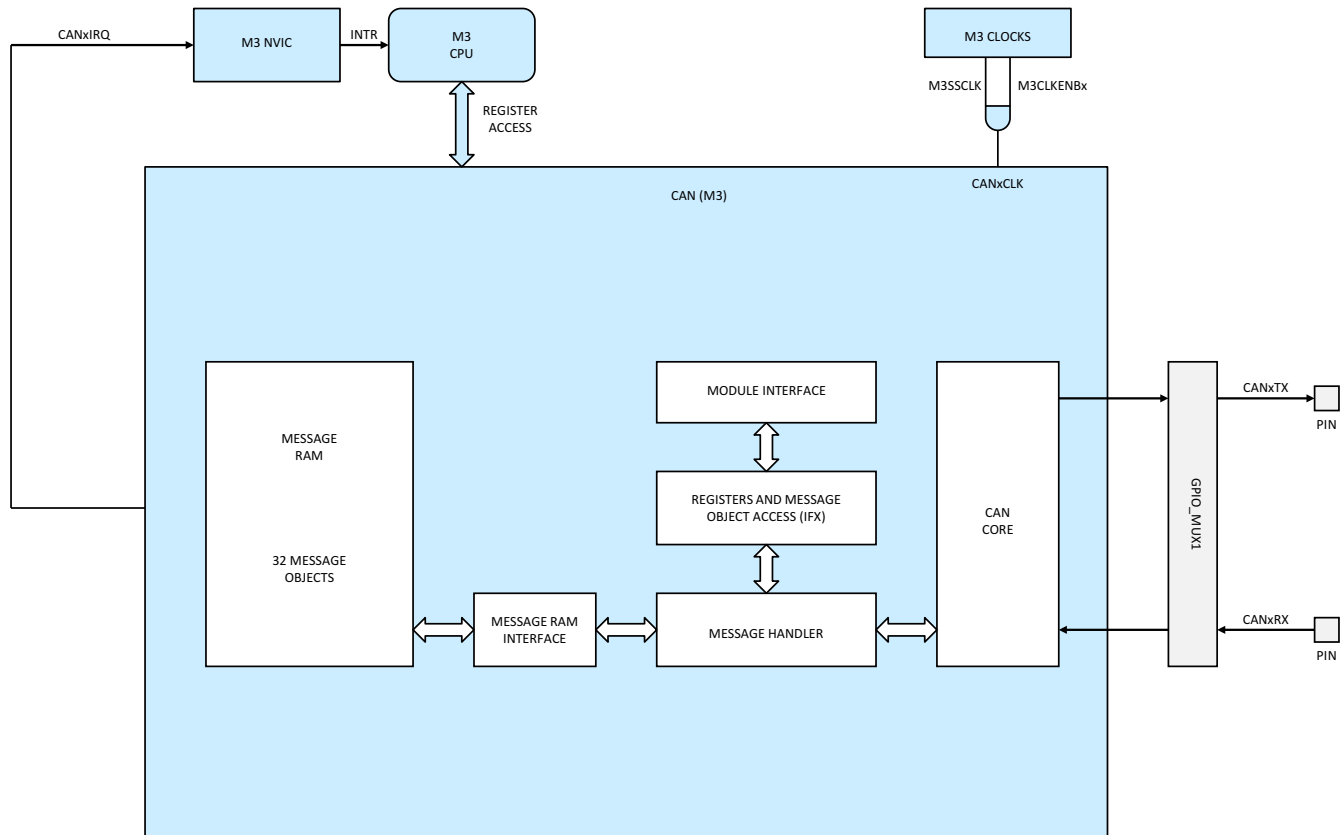 CANxIRQ
M3 NVIC
INTR
M3
CPU
M3 CLOCKS
M3SSCLK
M3CLKENBx
REGISTER
ACCESS
CANxCLK
CAN (M3)
MESSAGE
RAM
32 MESSAGE
OBJECTS
MESSAGE RAM
INTERFACE
MODULE INTERFACE
REGISTERS AND MESSAGE
OBJECT ACCESS (IFX)
MESSAGE HANDLER
CAN
CORE
GPIO_MUX1
CANxTX
PIN
CANxRX
PIN